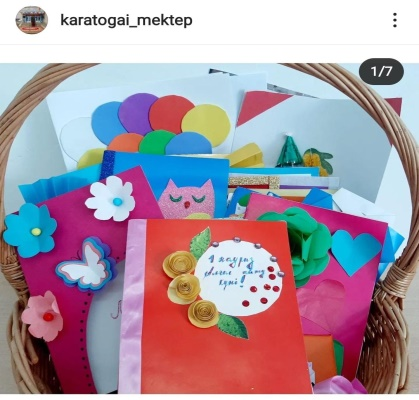 karatogai_mektep
1/7
1 наурыз
алғыс айту
күні!